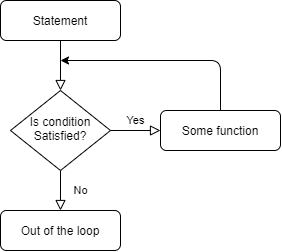 Statement
Is condition
Satisfied?
Yes
Some function
No
Out of the loop